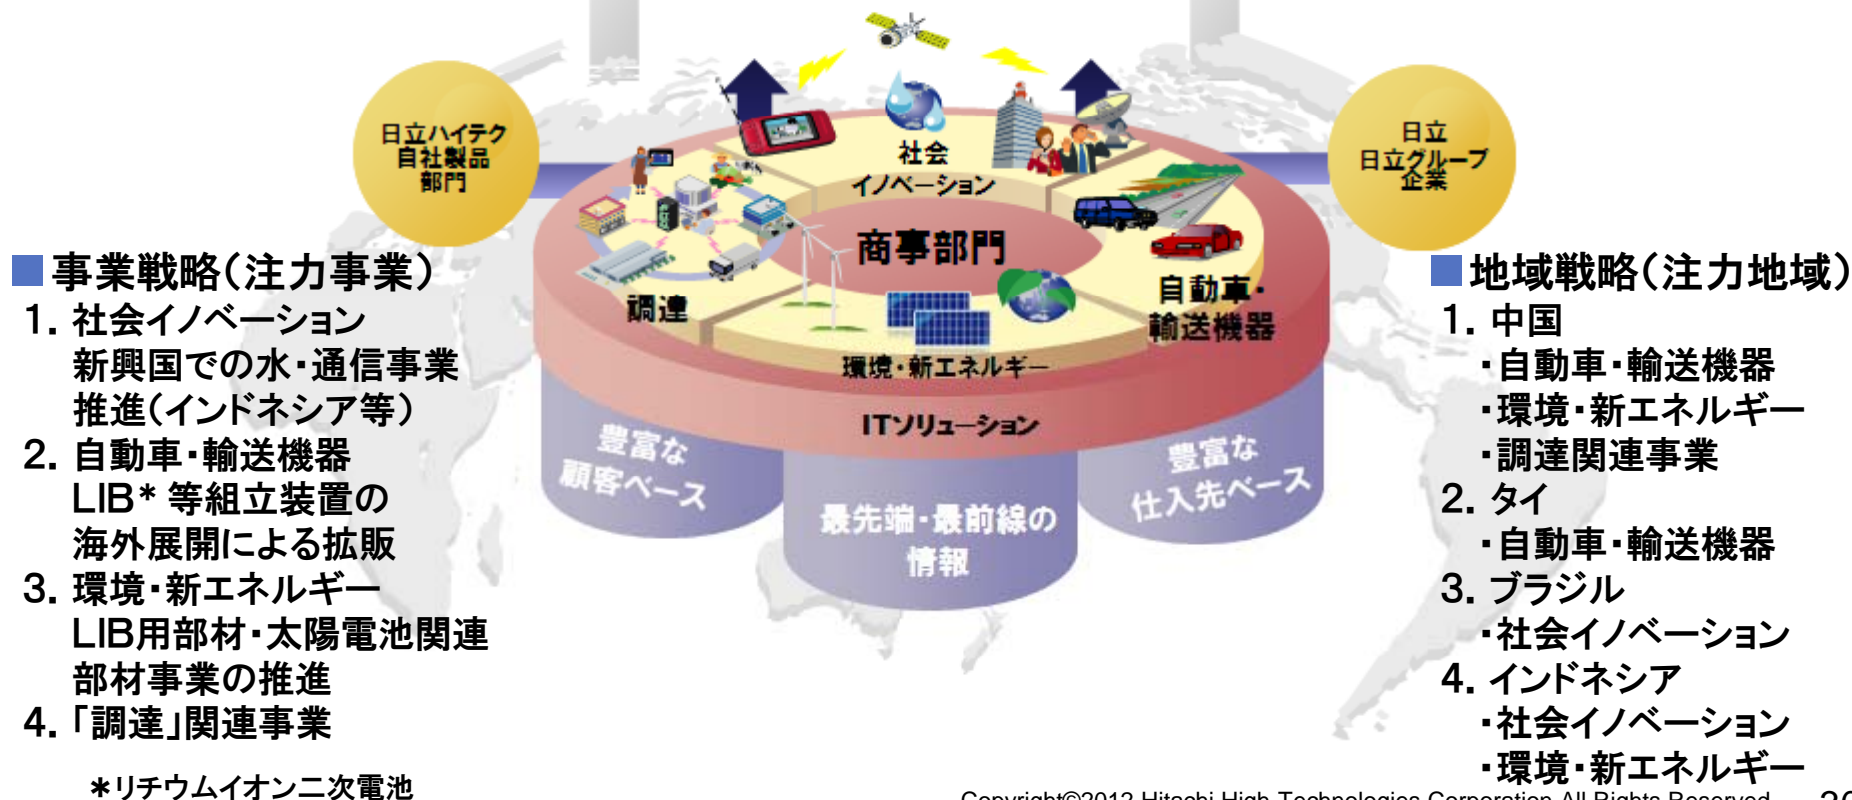 日立ハイテク
自社製品
部門
日立
日立グループ
企業
社会
イノベーション
商事部門
調達
自動車・
輸送機器
環境・新エネルギー
ITソリューション
豊富な
顧客ベース
最先端・最前線の
情報
豊富な
仕入先ベース
■事業戦略(注力事業)
1. 社会イノベーション
新興国での水・通信事業
推進(インドネシア等)
2. 自動車・輸送機器
LIB* 等組立装置の
海外展開による拡販
3. 環境・新エネルギー
LIB用部材・太陽電池関連
部材事業の推進
4. 「調達」関連事業
*リチウムイオン二次電池
■地域戦略(注力地域)
1. 中国
・自動車・輸送機器
・環境・新エネルギー
・調達関連事業
2. タイ
・自動車・輸送機器
3. ブラジル
・社会イノベーション
4. インドネシア
・社会イノベーション
・環境・新エネルギー
Copyright©2012 Hitachi High-Technologies Corporation All Rights Reserved